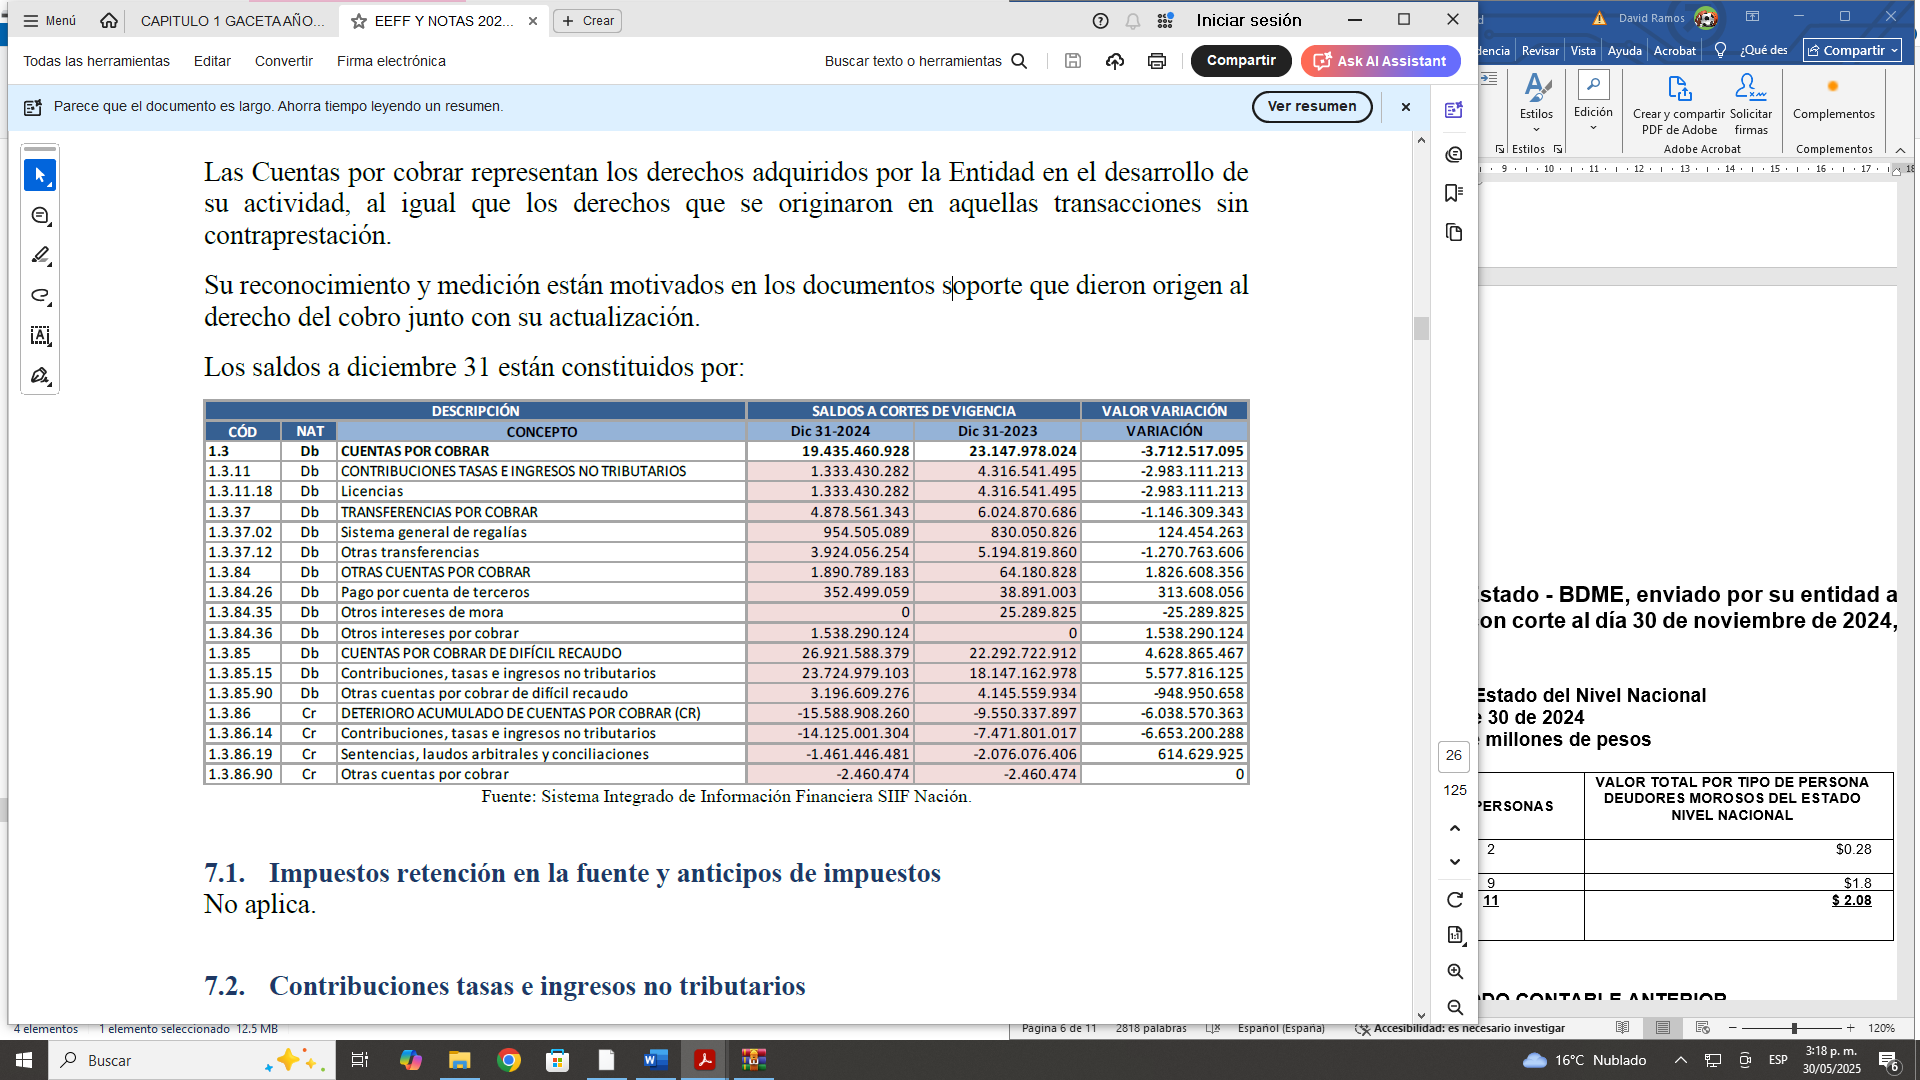 Menú
CAPITULO 1 GACETA AÑO...
EEFF Y NOTAS 202...
Crear
Iniciar sesión
Todas las herramientas
Editar
Convertir
Firma electrónica
Buscar texto o herramientas
Compartir
Ask AI Assistant
Parece que el documento es largo. Ahorra tiempo leyendo un resumen.
Ver resumen
Las Cuentas por cobrar representan los derechos adquiridos por la Entidad en el desarrollo de
su actividad, al igual que los derechos que se originaron en aquellas transacciones sin
contraprestación.
Su reconocimiento y medición están motivados en los documentos soporte que dieron origen al
derecho del cobro junto con su actualización.
Los saldos a diciembre 31 están constituidos por:
DESCRIPCIÓN SALDOS A CORTES DE VIGENCIA VALOR VARIACIÓN
CÓD NAT CONCEPTO Dic 31-2024 Dic 31-2023 VARIACIÓN
1.3 Db CUENTAS POR COBRAR 19.435.460.928 23.147.978.024 -3.712.517.095
1.3.11 Db CONTRIBUCIONES TASAS E INGRESOS NO TRIBUTARIOS 1.333.430.282 4.316.541.495 -2.983.111.213
1.3.11.18 Db Licencias 1.333.430.282 4.316.541.495 -2.983.111.213
1.3.37 Db TRANSFERENCIAS POR COBRAR 4.878.561.343 6.024.870.686 -1.146.309.343
1.3.37.02 Db Sistema general de regalías 954.505.089 830.050.826 124.454.263
1.3.37.12 Db Otras transferencias 3.924.056.254 5.194.819.860 -1.270.763.606
1.3.84 Db OTRAS CUENTAS POR COBRAR 1.890.789.183 64.180.828 1.826.608.356
1.3.84.26 Db Pago por cuenta de terceros 352.499.059 38.891.003 313.608.056
1.3.84.35 Db Otros intereses de mora 0 25.289.825 -25.289.825
1.3.84.36 Db Otros intereses por cobrar 1.538.290.124 0 1.538.290.124
1.3.85 Db CUENTAS POR COBRAR DE DIFÍCIL RECAUDO 26.921.588.379 22.292.722.912 4.628.865.467
1.3.85.15 Db Contribuciones, tasas e ingresos no tributarios 23.724.979.103 18.147.162.978 5.577.816.125
1.3.85.90 Db Otras cuentas por cobrar de difícil recaudo 3.196.609.276 4.145.559.934 -948.950.658
1.3.86 Cr DETERIORO ACUMULADO DE CUENTAS POR COBRAR (CR) -15.588.908.260 -9.550.337.897 -6.038.570.363
1.3.86.14 Cr Contribuciones, tasas e ingresos no tributarios -14.125.001.304 -7.471.801.017 -6.653.200.288
1.3.86.19 Cr Sentencias, laudos arbitrales y conciliaciones -1.461.446.481 -2.076.076.406 614.629.925
1.3.86.90 Cr Otras cuentas por cobrar -2.460.474 -2.460.474 0
Fuente: Sistema Integrado de Información Financiera SIIF Nación.
7.1. Impuestos retención en la fuente y anticipos de impuestos
No aplica.
7.2. Contribuciones tasas e ingresos no tributarios
26
125
4 elementos
1 elemento seleccionado 12.5 MB
David Ramos
dencia
Revisar
Vista
Ayuda
Acrobat
¿Qué des
Compartir
Estilos
Edición
Crear y compartir
PDF de Adobe
Solicitar
firmas
Complementos
Estilos
Adobe Acrobat
Complementos
9 10 11 12 13 14 15 16 17 18
stado - BDME, enviado por su entidad a
on corte al día 30 de noviembre de 2024,
Estado del Nivel Nacional
e 30 de 2024
e millones de pesos
PERSONAS
VALOR TOTAL POR TIPO DE PERSONA
DEUDORES MOROSOS DEL ESTADO
NIVEL NACIONAL
2 $0.28
9 $1.8
11 $ 2.08
DO CONTABLE ANTERIOR
Página 6 de 11
2816 palabras
Español (España)
Accesibilidad: es necesario investigar
120%
Buscar
16°C Nublado
ESP
3:18 p. m.
30/05/2025
6